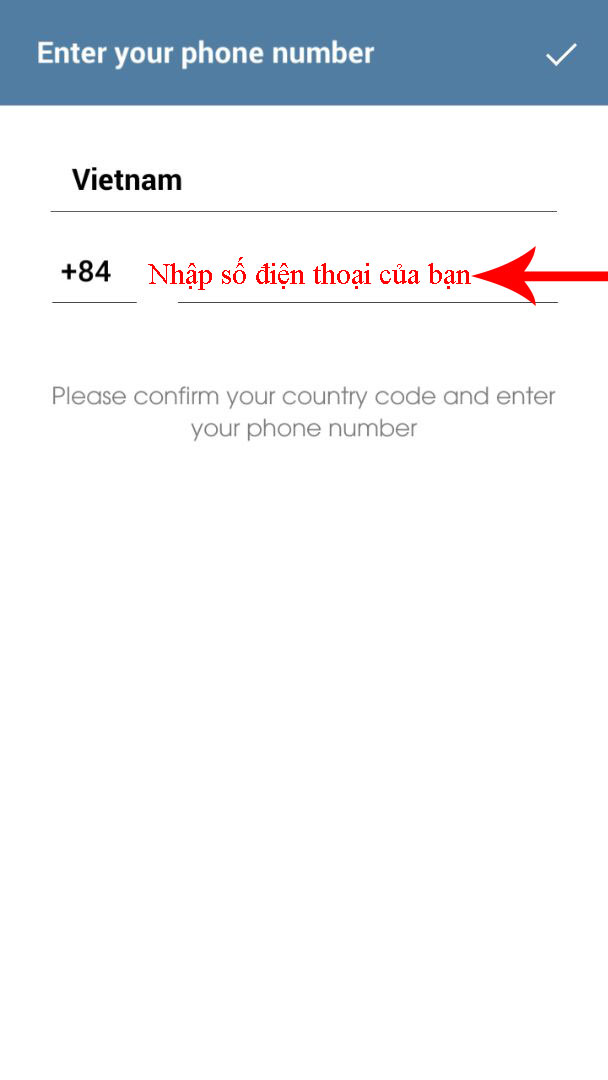 Enter your phone number
Vietnam
+84 Nhập số điện thoại của bạn
Please confirm your country code and enter
your phone number